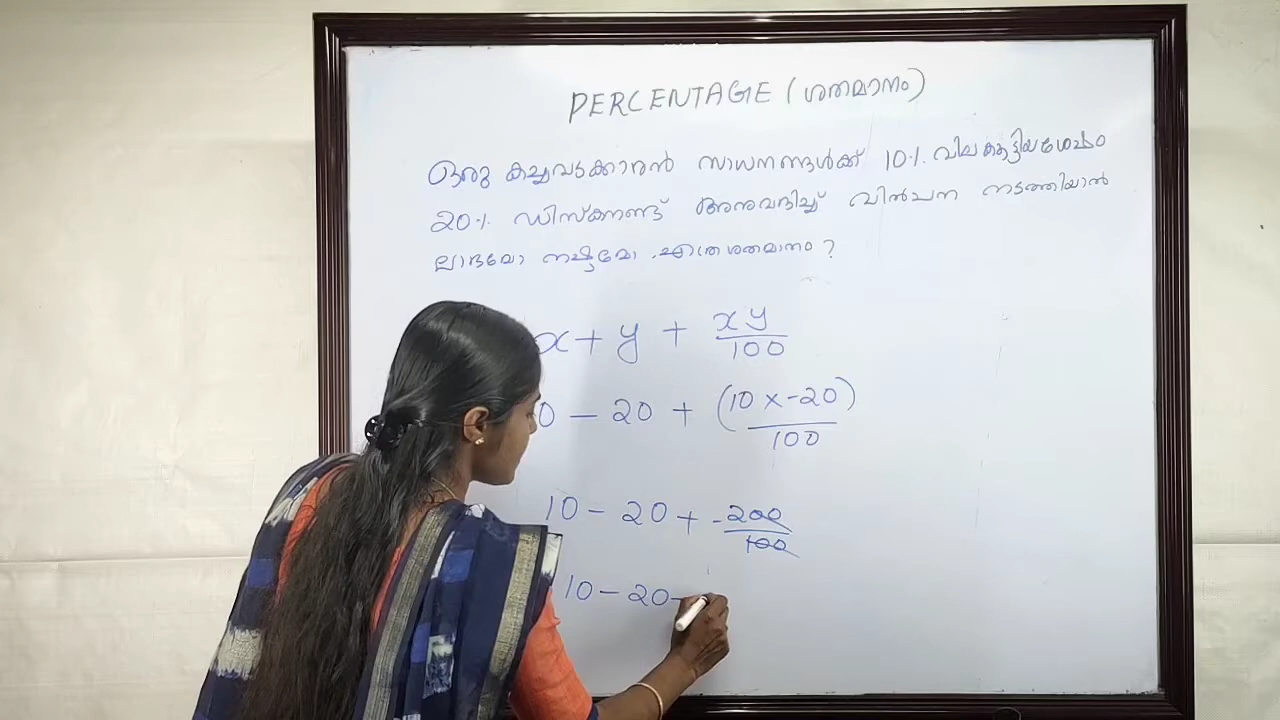 PERCENTAGE (ശതമാനം)
ഒരു കച്ചവടക്കാരൻ സാധനങ്ങൾക്ക് 10% വില കൂട്ടിയശേഷം
20% ഡിസ്കൗണ്ട് അനുവദിച്ച് വിൽപന നടത്തിയാൽ
ലാഭമോ നഷ്ടമോ എത്ര ശതമാനം?
x + y + xy/100
0 - 20 + (10 x -20)/100
10 - 20 + -200/100
10 - 20 -